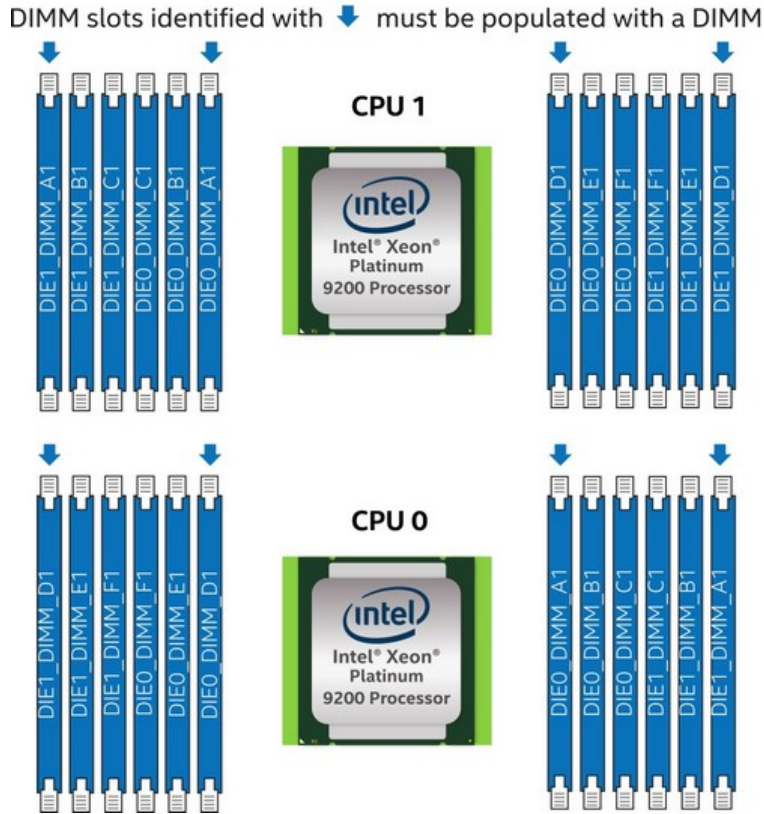 DIMM slots identified with must be populated with a DIMM
CPU 1
DIE1_DIMM_A1
DIE1_DIMM_B1
DIE1_DIMM_C1
DIE0_DIMM_C1
DIE0_DIMM_B1
DIE0_DIMM_A1
intel
Intel® Xeon®
Platinum
9200 Processor
DIE0_DIMM_D1
DIE0_DIMM_E1
DIE0_DIMM_F1
DIE1_DIMM_F1
DIE1_DIMM_E1
DIE1_DIMM_D1
CPU 0
DIE1_DIMM_D1
DIE1_DIMM_E1
DIE1_DIMM_F1
DIE0_DIMM_F1
DIE0_DIMM_E1
DIE0_DIMM_D1
intel
Intel® Xeon®
Platinum
9200 Processor
DIE0_DIMM_A1
DIE0_DIMM_B1
DIE0_DIMM_C1
DIE1_DIMM_C1
DIE1_DIMM_B1
DIE1_DIMM_A1